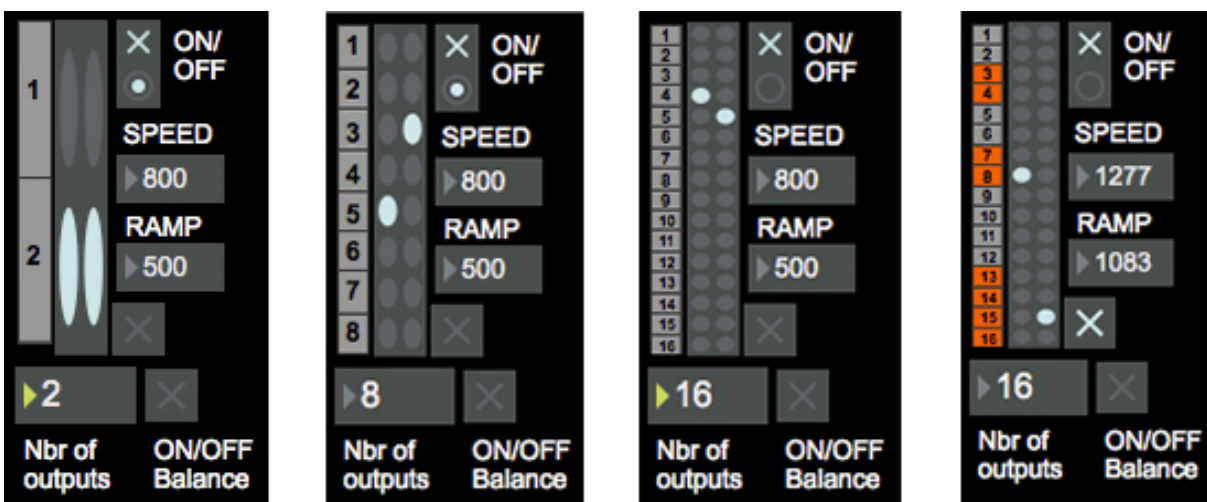 1
2
ON/
OFF
SPEED
800
RAMP
500
2
Nbr of
outputs
ON/OFF
Balance
1
2
3
4
5
6
7
8
ON/
OFF
SPEED
800
RAMP
500
8
Nbr of
outputs
ON/OFF
Balance
1
2
3
4
5
6
7
8
9
10
11
12
13
14
15
16
ON/
OFF
SPEED
800
RAMP
500
16
Nbr of
outputs
ON/OFF
Balance
1
2
3
4
5
6
7
8
9
10
11
12
13
14
15
16
ON/
OFF
SPEED
1277
RAMP
1083
16
Nbr of
outputs
ON/OFF
Balance